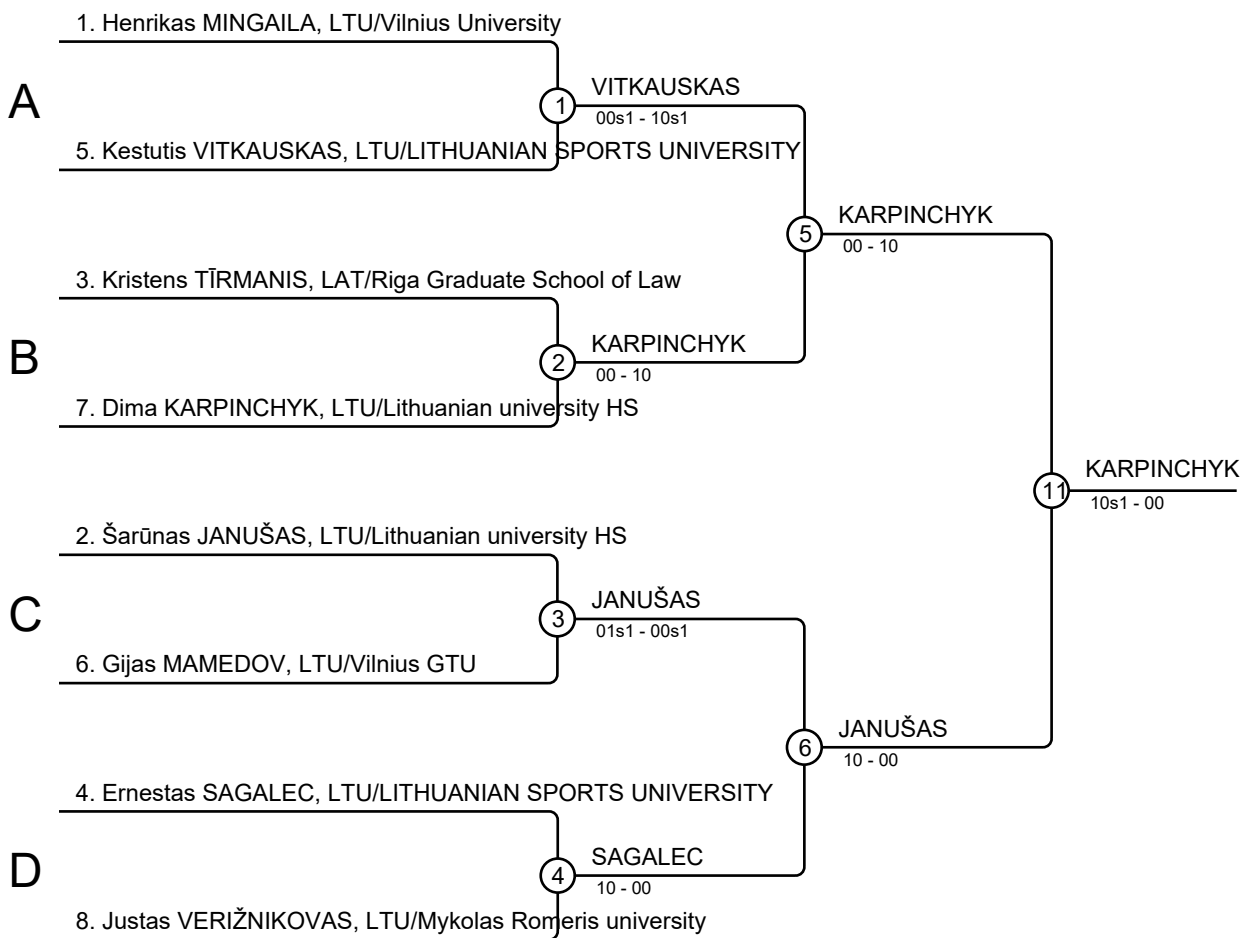 1. Henrikas MINGAILA, LTU/Vilnius University
VITKAUSKAS
A
1
00s1 - 10s1
5. Kestutis VITKAUSKAS, LTU/LITHUANIAN SPORTS UNIVERSITY
KARPINCHYK
5
00 - 10
3. Kristens TĪRMANIS, LAT/Riga Graduate School of Law
KARPINCHYK
B
2
00 - 10
7. Dima KARPINCHYK, LTU/Lithuanian university HS
KARPINCHYK
11
10s1 - 00
2. Šarūnas JANUŠAS, LTU/Lithuanian university HS
JANUŠAS
C
3
01s1 - 00s1
6. Gijas MAMEDOV, LTU/Vilnius GTU
JANUŠAS
6
10 - 00
4. Ernestas SAGALEC, LTU/LITHUANIAN SPORTS UNIVERSITY
SAGALEC
D
4
10 - 00
8. Justas VERIŽNIKOVAS, LTU/Mykolas Romeris university